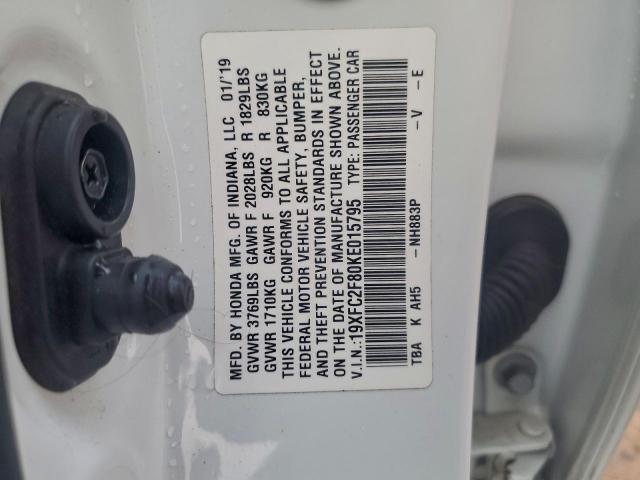 MFD. BY HONDA MFG. OF INDIANA, LLC 01/'19
GVWR 3769LBS GAWR F 2028LBS R 1829LBS
GVWR 1710KG GAWR F 920KG R 830KG
THIS VEHICLE CONFORMS TO ALL APPLICABLE
FEDERAL MOTOR VEHICLE SAFETY, BUMPER,
AND THEFT PREVENTION STANDARDS IN EFFECT
ON THE DATE OF MANUFACTURE SHOWN ABOVE.
V.I.N.:19XFC2F80KE015795 TYPE: PASSENGER CAR
TBA K AH5 -NH883P -V -E